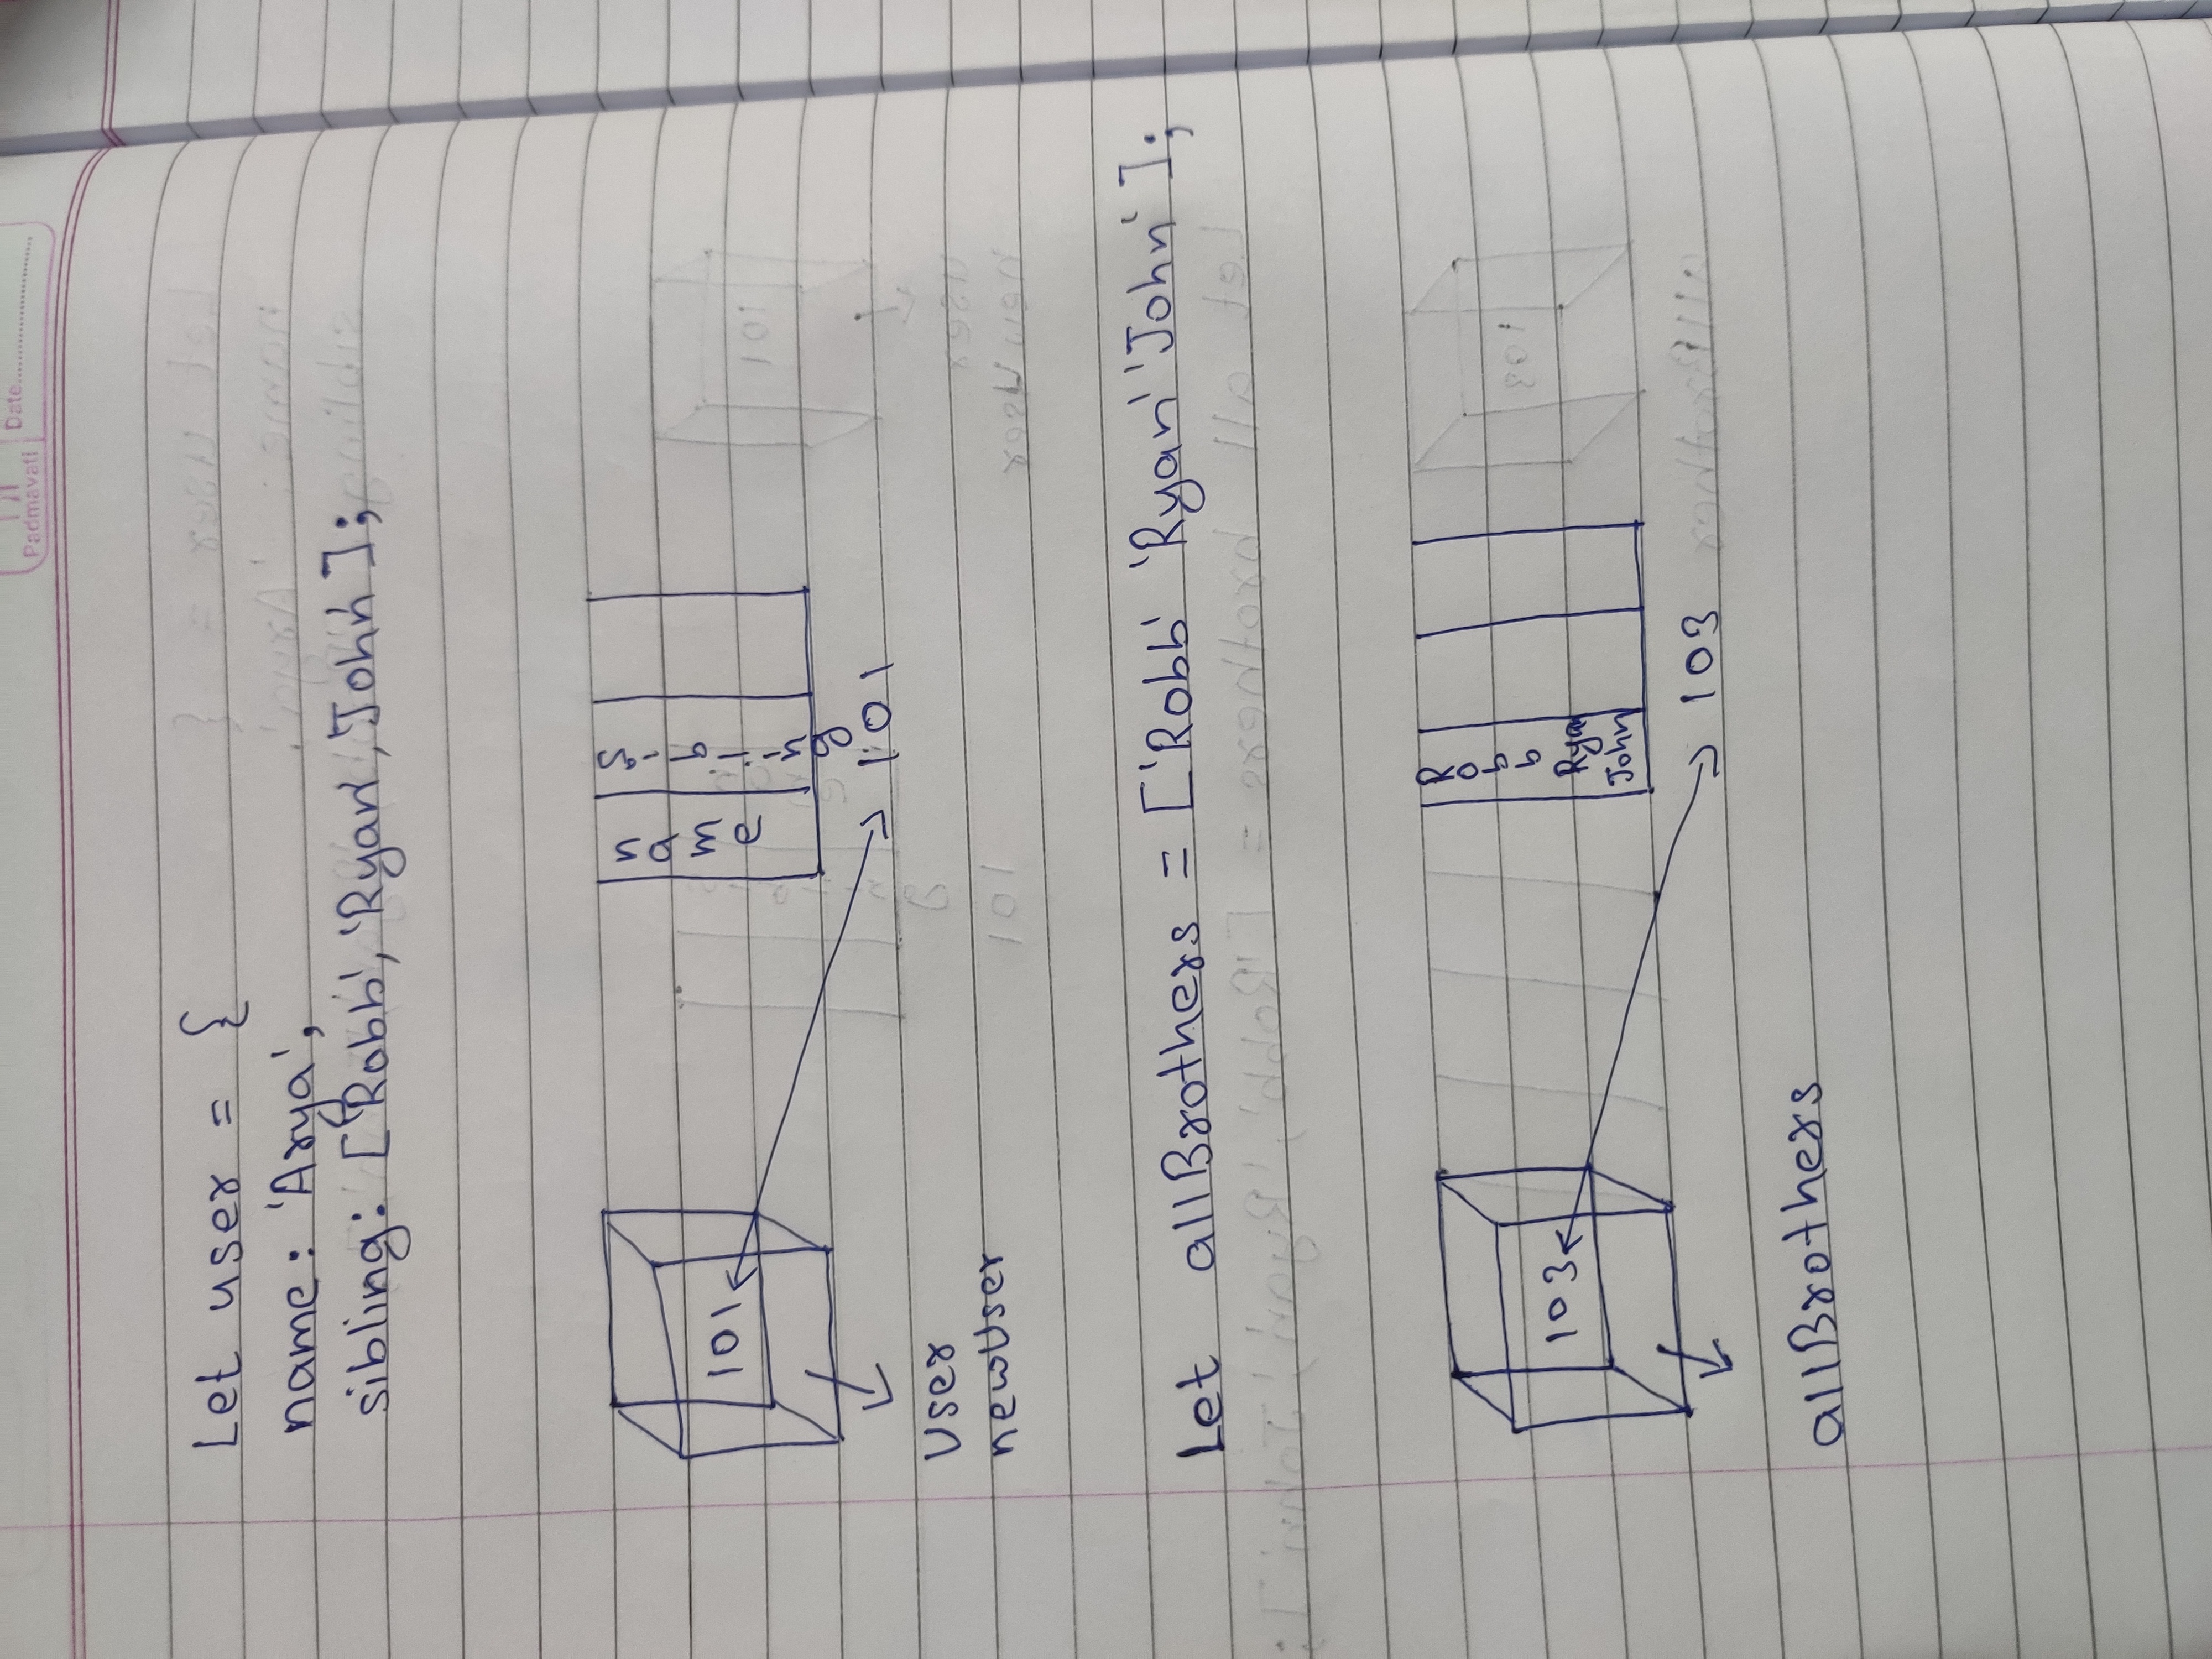 Padmavati
Date
Let user = {
name: 'Arya',
sibling: ['Robb', 'Ryan', 'John'];
name
sibling
101
101
User
newUser
Let allBrothers = ['Robb' 'Ryan' 'John'];
Robb
Ryan
John
103
103
allBrothers